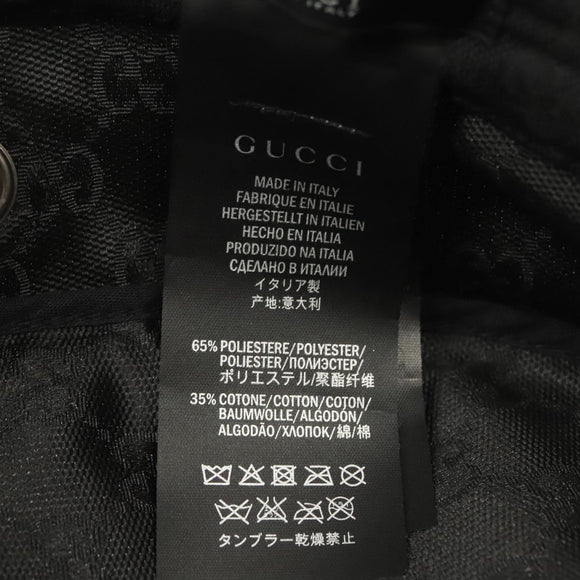 ITALY
GUCCI
MADE IN ITALY
FABRIQUE EN ITALIE
HERGESTELLT IN ITALIEN
HECHO EN ITALIA
PRODUZIDO NA ITALIA
СДЕЛАНО В ИТАЛИИ
イタリア製
产地:意大利
65% POLIESTERE/POLYESTER/
POLIESTER/ПОЛИЭСТЕР/
ポリエステル/聚酯纤维
35% COTONE/COTTON/COTON/
BAUMWOLLE/ALGODÓN/
ALGODÃO/ХЛОПОК/綿/棉
タンブラー乾燥禁止